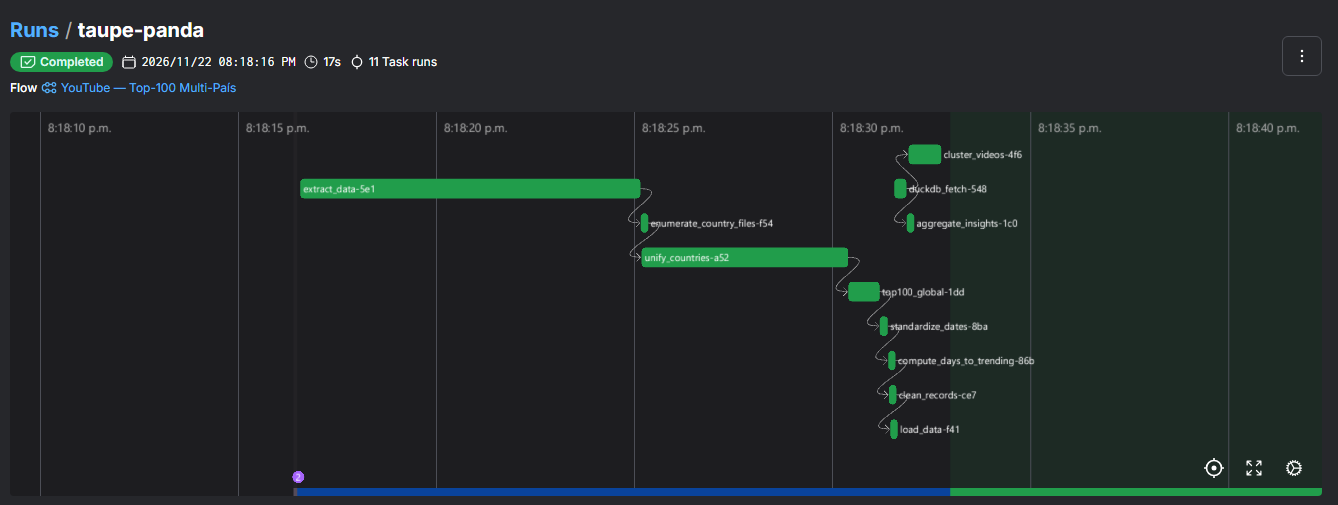 Runs / taupe-panda
Completed 2026/11/22 08:18:16 PM 17s 11 Task runs
Flow YouTube — Top-100 Multi-País
8:18:10 p.m. 8:18:15 p.m. 8:18:20 p.m. 8:18:25 p.m. 8:18:30 p.m. 8:18:35 p.m. 8:18:40 p.m.
cluster_videos-4f6
extract_data-5e1 duckdb_fetch-548
enumerate_country_files-f54 aggregate_insights-1c0
unify_countries-a52
top100_global-1dd
standardize_dates-8ba
compute_days_to_trending-86b
clean_records-ce7
load_data-f41
2